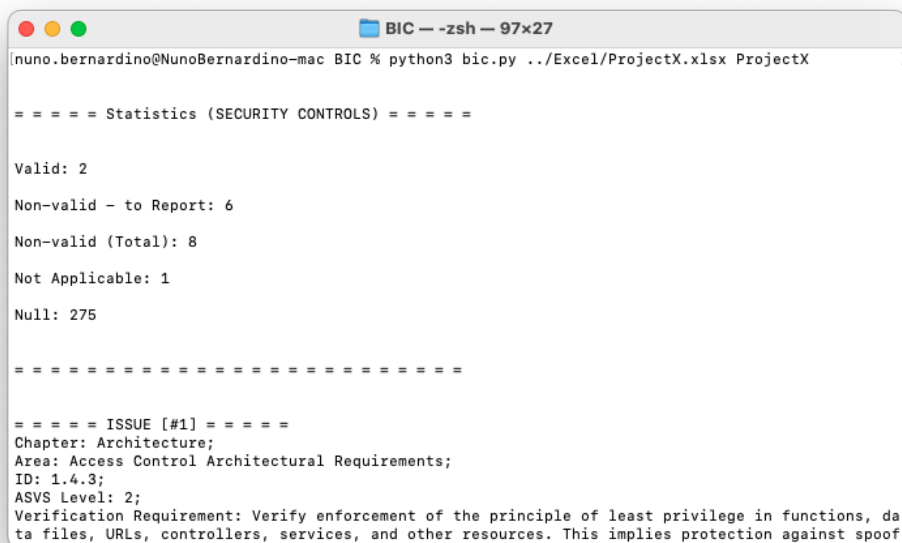 BIC — -zsh — 97×27
[nuno.bernardino@NunoBernardino-mac BIC % python3 bic.py ../Excel/ProjectX.xlsx ProjectX
= = = = = Statistics (SECURITY CONTROLS) = = = = =
Valid: 2
Non-valid - to Report: 6
Non-valid (Total): 8
Not Applicable: 1
Null: 275
= = = = = = = = = = = = = = = = = = = = = = = = =
= = = = = ISSUE [#1] = = = = =
Chapter: Architecture;
Area: Access Control Architectural Requirements;
ID: 1.4.3;
ASVS Level: 2;
Verification Requirement: Verify enforcement of the principle of least privilege in functions, da
ta files, URLs, controllers, services, and other resources. This implies protection against spoof